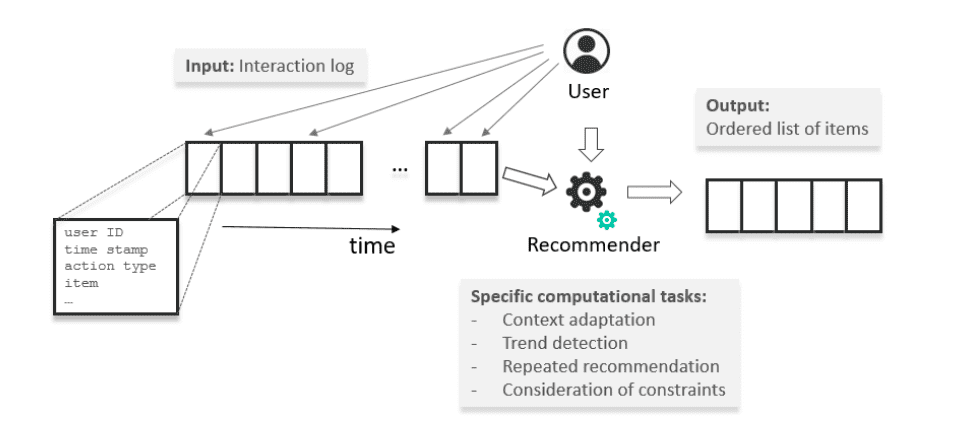 Input: Interaction log
User
Output:
Ordered list of items
...
user ID
time stamp
action type
item
…
time
Recommender
Specific computational tasks:
- Context adaptation
- Trend detection
- Repeated recommendation
- Consideration of constraints